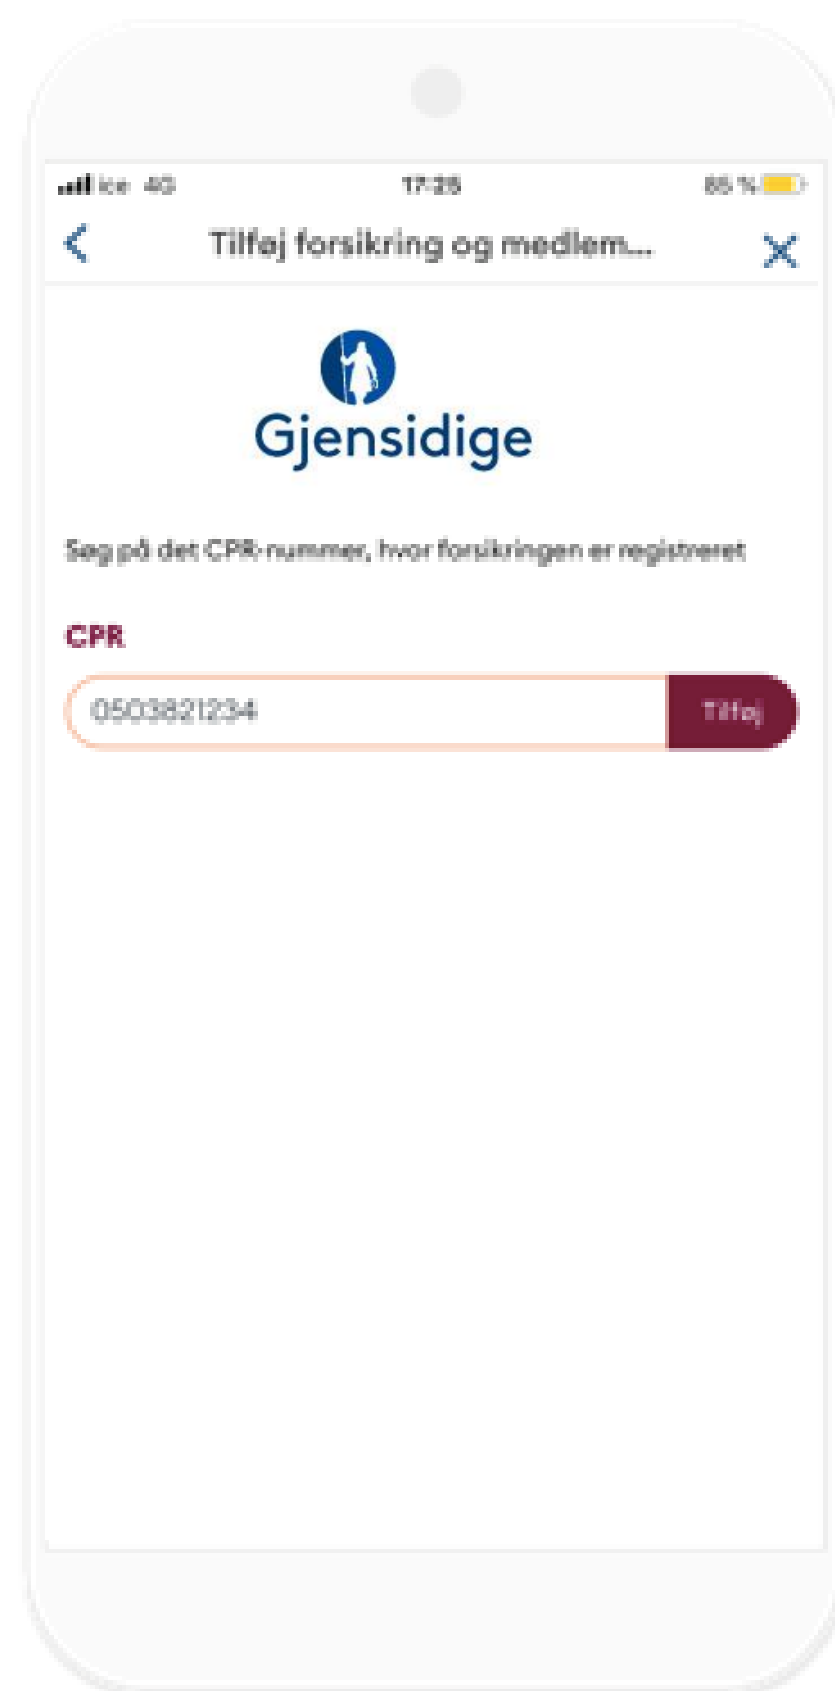 ice 4G 17:25 85 %
Tilføj forsikring og medlem...
Gjensidige
Søg på det CPR-nummer, hvor forsikringen er registreret
CPR
0503821234 Tilføj